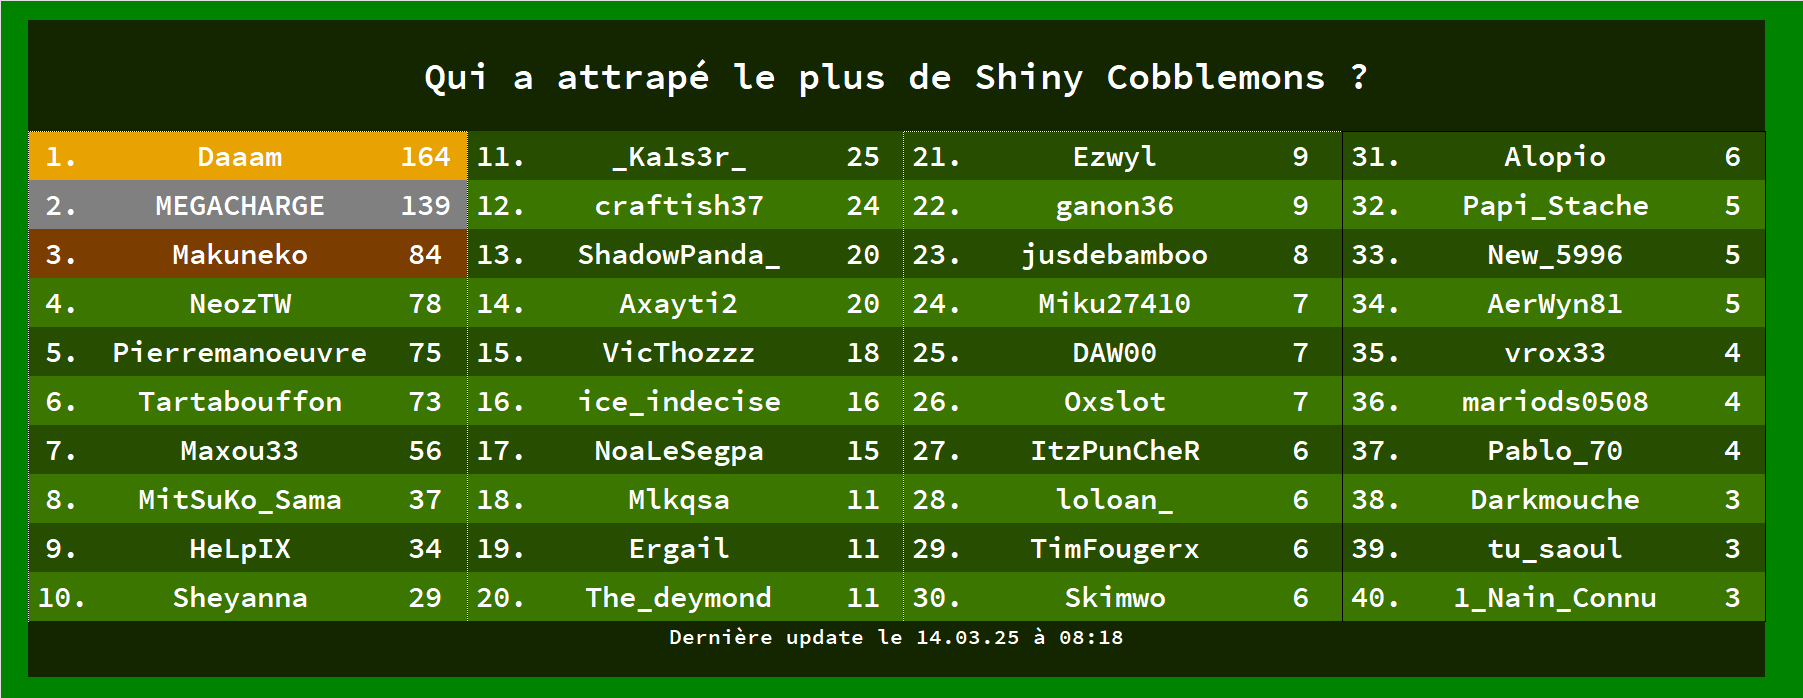 Qui a attrapé le plus de Shiny Cobblemons ?
1. Daaam 164 11. _Ka1s3r_ 25 21. Ezwyl 9 31. Alopio 6
2. MEGACHARGE 139 12. craftish37 24 22. ganon36 9 32. Papi_Stache 5
3. Makuneko 84 13. ShadowPanda_ 20 23. jusdebamboo 8 33. New_5996 5
4. NeozTW 78 14. Axayti2 20 24. Miku27410 7 34. AerWyn81 5
5. Pierremanoeuvre 75 15. VicThozzz 18 25. DAW00 7 35. vrox33 4
6. Tartabouffon 73 16. ice_indecise 16 26. Oxslot 7 36. mariods0508 4
7. Maxou33 56 17. NoaLeSegpa 15 27. ItzPunCheR 6 37. Pablo_70 4
8. MitSuKo_Sama 37 18. Mlkqsa 11 28. loloan_ 6 38. Darkmouche 3
9. HeLpIX 34 19. Ergail 11 29. TimFougerx 6 39. tu_saoul 3
10. Sheyanna 29 20. The_deymond 11 30. Skimwo 6 40. 1_Nain_Connu 3
Dernière update le 14.03.25 à 08:18